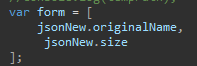 var form = [
jsonNew.originalName,
jsonNew.size
];